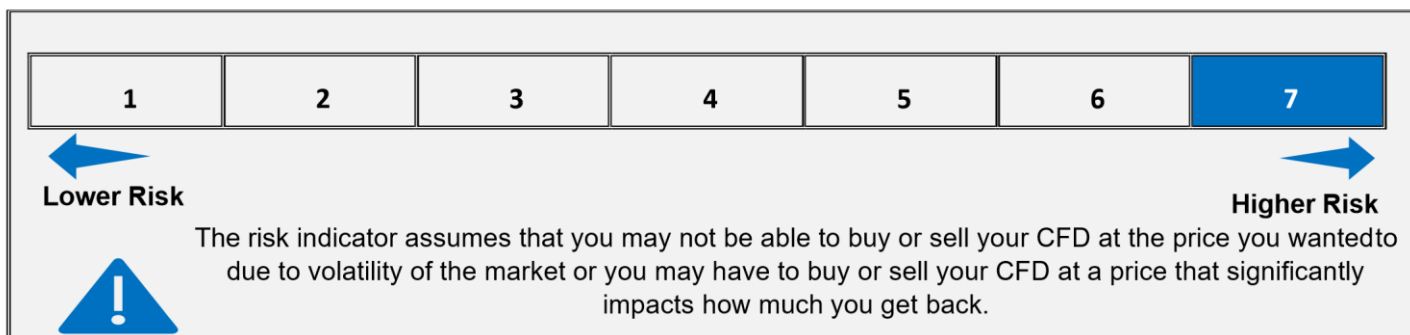 1 2 3 4 5 6 7
Lower Risk
Higher Risk
The risk indicator assumes that you may not be able to buy or sell your CFD at the price you wantedto
due to volatility of the market or you may have to buy or sell your CFD at a price that significantly
impacts how much you get back.